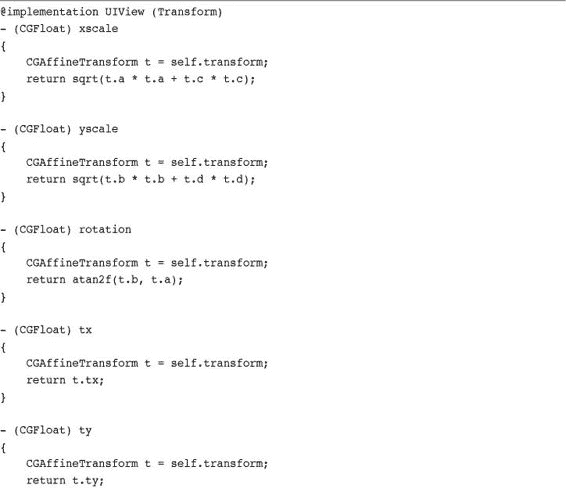 @implementation UIView (Transform)
- (CGFloat) xscale
{
    CGAffineTransform t = self.transform;
    return sqrt(t.a * t.a + t.c * t.c);
}

- (CGFloat) yscale
{
    CGAffineTransform t = self.transform;
    return sqrt(t.b * t.b + t.d * t.d);
}

- (CGFloat) rotation
{
    CGAffineTransform t = self.transform;
    return atan2f(t.b, t.a);
}

- (CGFloat) tx
{
    CGAffineTransform t = self.transform;
    return t.tx;
}

- (CGFloat) ty
{
    CGAffineTransform t = self.transform;
    return t.ty;